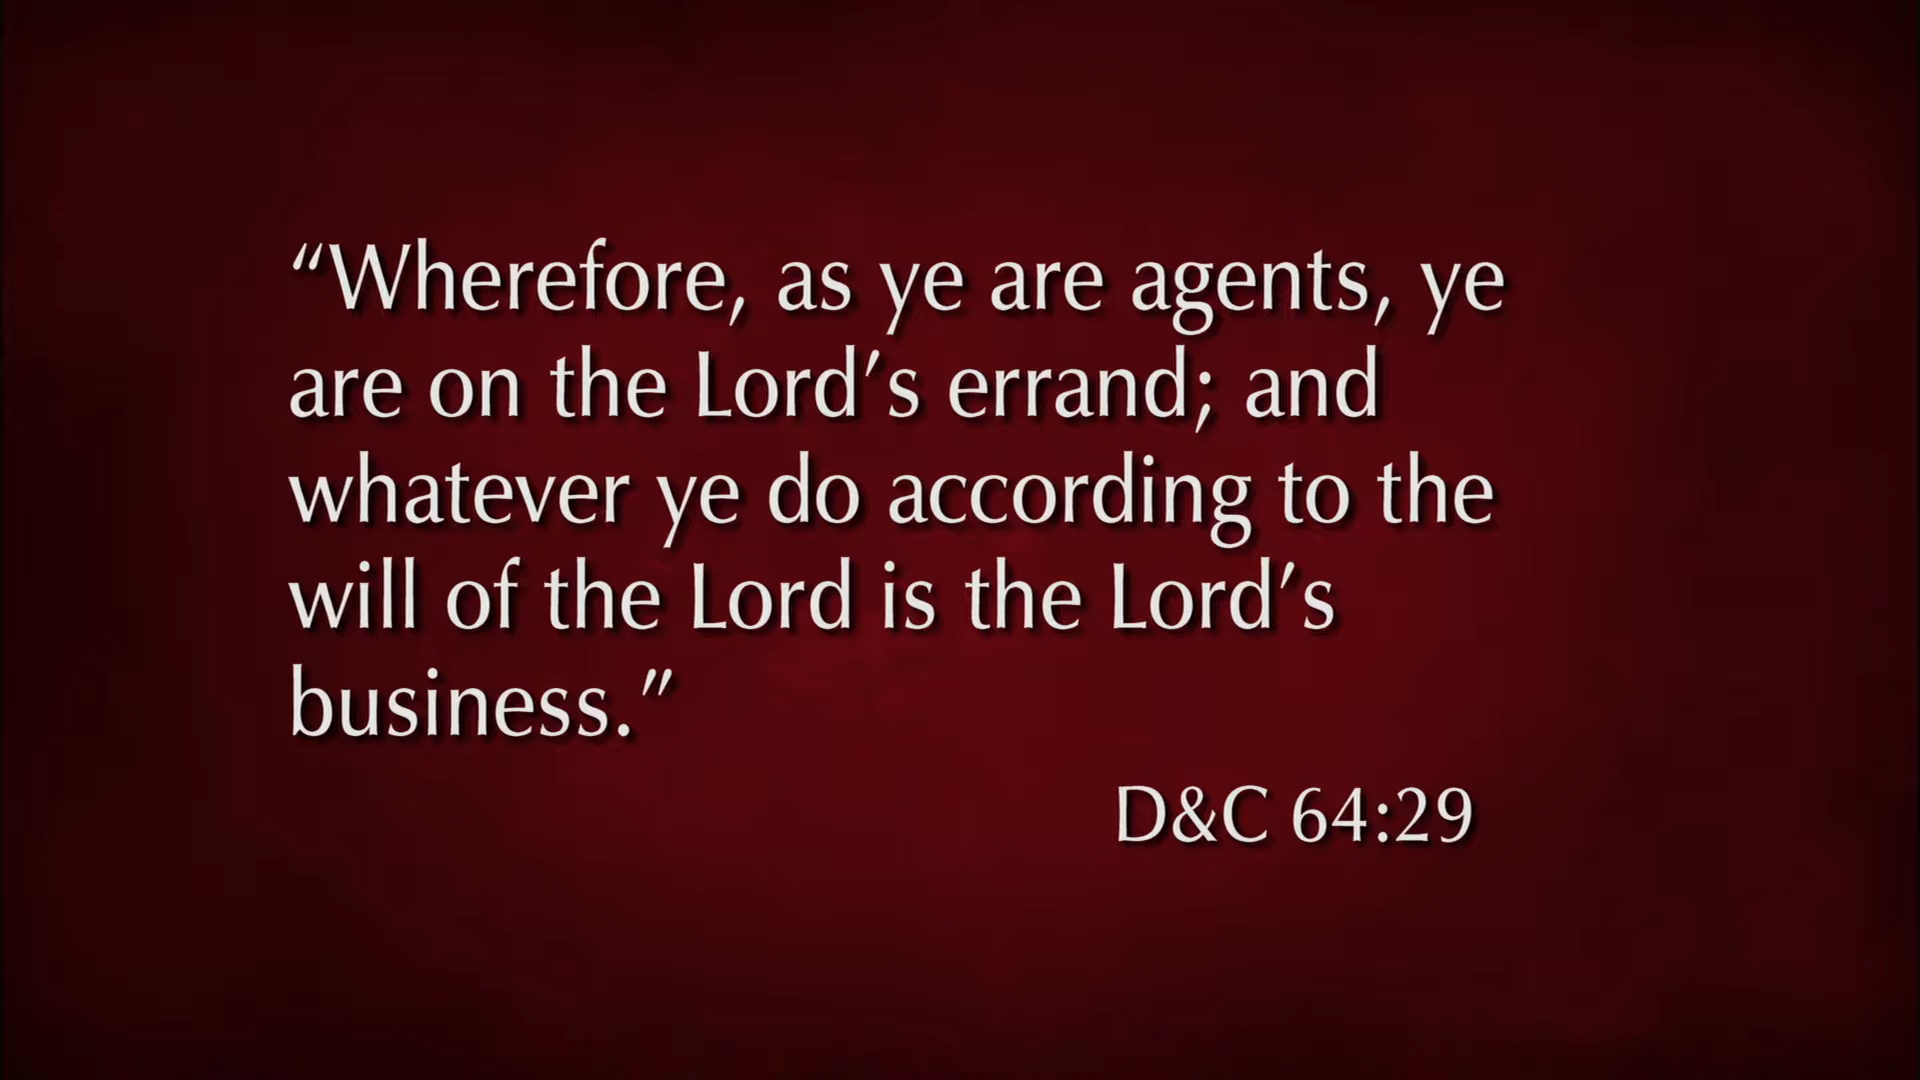 “Wherefore, as ye are agents, ye
are on the Lord’s errand; and
whatever ye do according to the
will of the Lord is the Lord’s
business.”
D&C 64:29